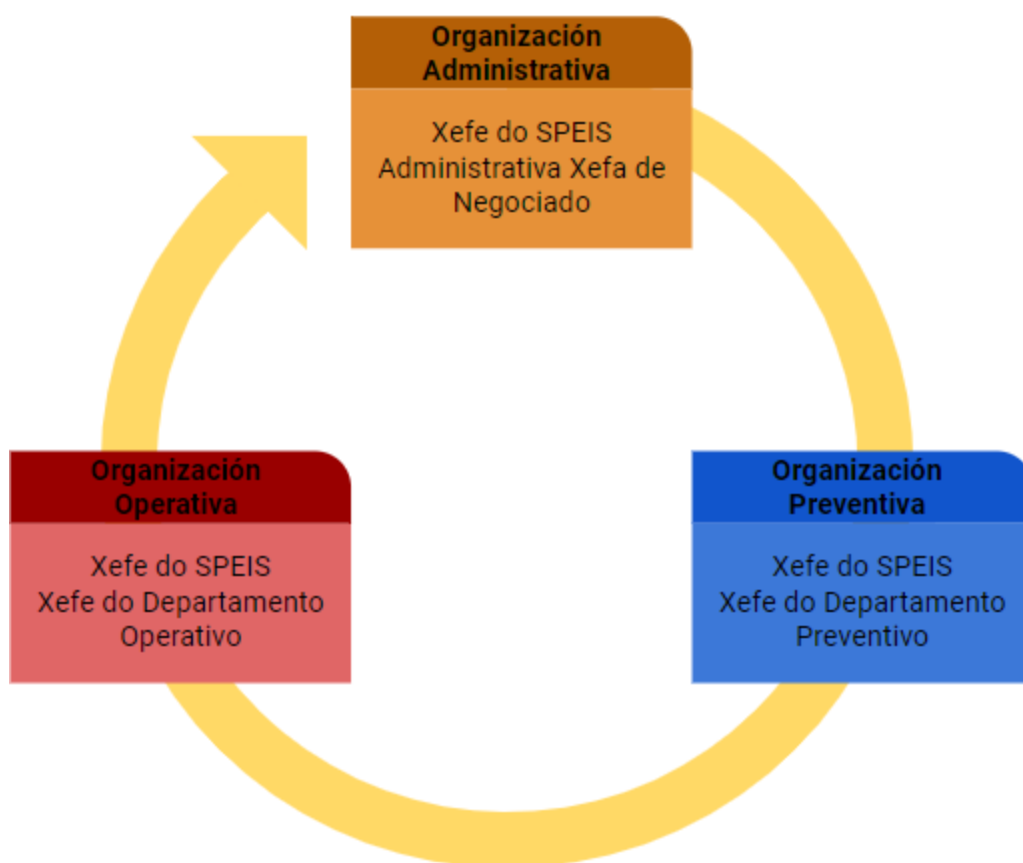 Organización
Administrativa
Xefe do SPEIS
Administrativa Xefa de
Negociado
Organización
Operativa
Xefe do SPEIS
Xefe do Departamento
Operativo
Organización
Preventiva
Xefe do SPEIS
Xefe do Departamento
Preventivo